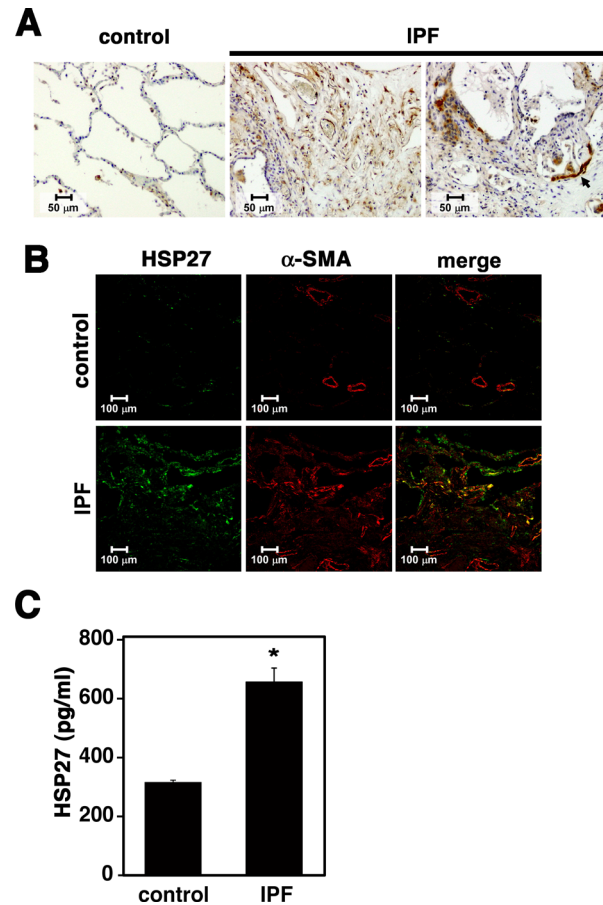 A
control IPF
50 µm 50 µm 50 µm
B
HSP27 α-SMA merge
control
100 µm 100 µm 100 µm
IPF
100 µm 100 µm 100 µm
C
HSP27 (pg/ml)
800
600
400
200
0
*
control IPF